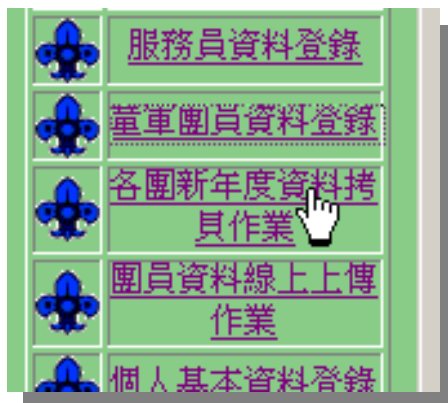 服務員資料登錄
童軍團員資料登錄
各團新年度資料拷
貝作業
團員資料線上上傳
作業
個人基本資料登錄